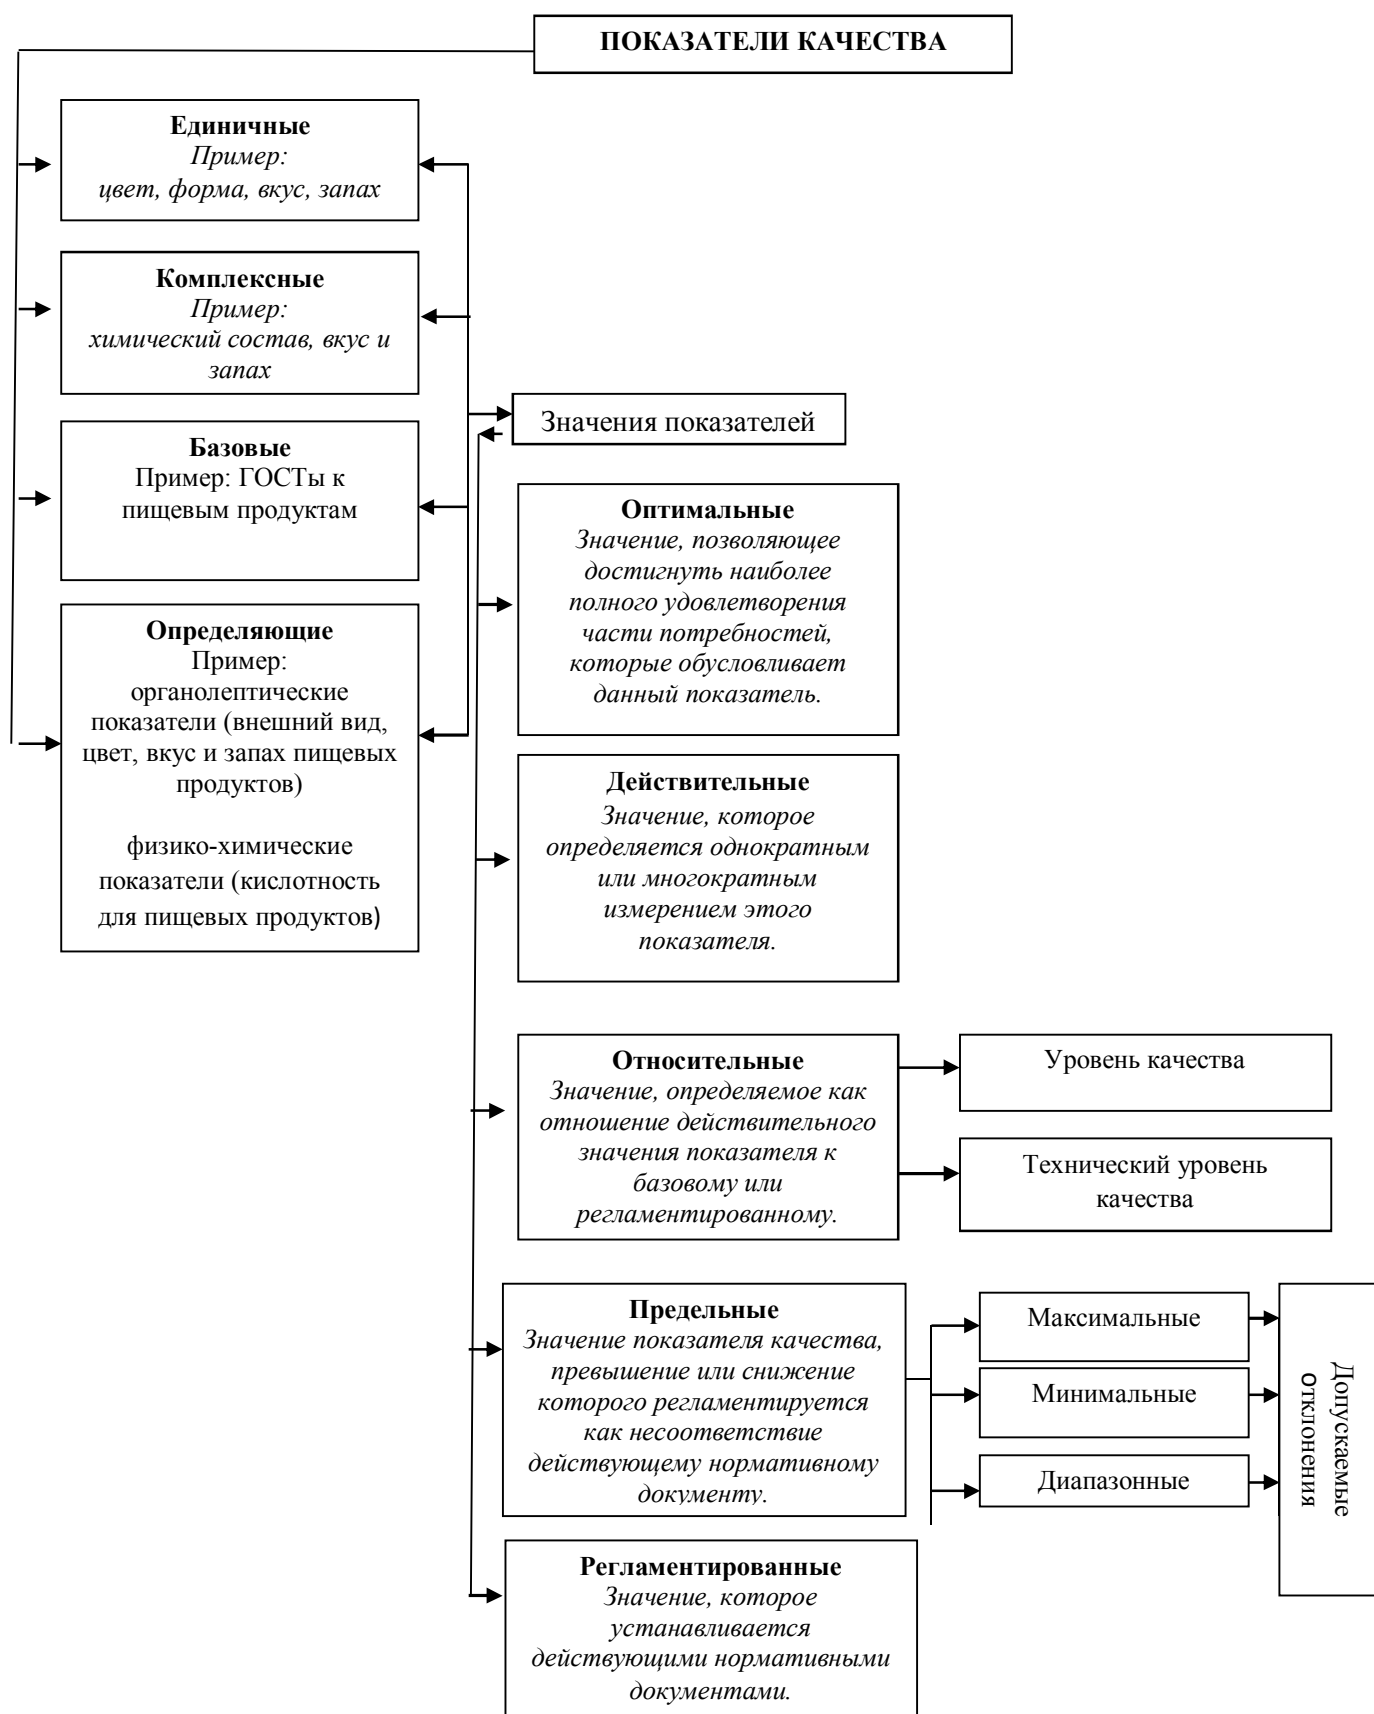 ПОКАЗАТЕЛИ КАЧЕСТВА
Единичные
Пример:
цвет, форма, вкус, запах
Комплексные
Пример:
химический состав, вкус и
запах
Базовые
Пример: ГОСТы к
пищевым продуктам
Определяющие
Пример:
органолептические
показатели (внешний вид,
цвет, вкус и запах пищевых
продуктов)
физико-химические
показатели (кислотность
для пищевых продуктов)
Значения показателей
Оптимальные
Значение, позволяющее
достигнуть наиболее
полного удовлетворения
части потребностей,
которые обусловливает
данный показатель.
Действительные
Значение, которое
определяется однократным
или многократным
измерением этого
показателя.
Относительные
Значение, определяемое как
отношение действительного
значения показателя к
базовому или
регламентированному.
Уровень качества
Технический уровень
качества
Предельные
Значение показателя качества,
превышение или снижение
которого регламентируется
как несоответствие
действующему нормативному
документу.
Максимальные
Минимальные
Диапазонные
Допускаемые
отклонения
Регламентированные
Значение, которое
устанавливается
действующими нормативными
документами.